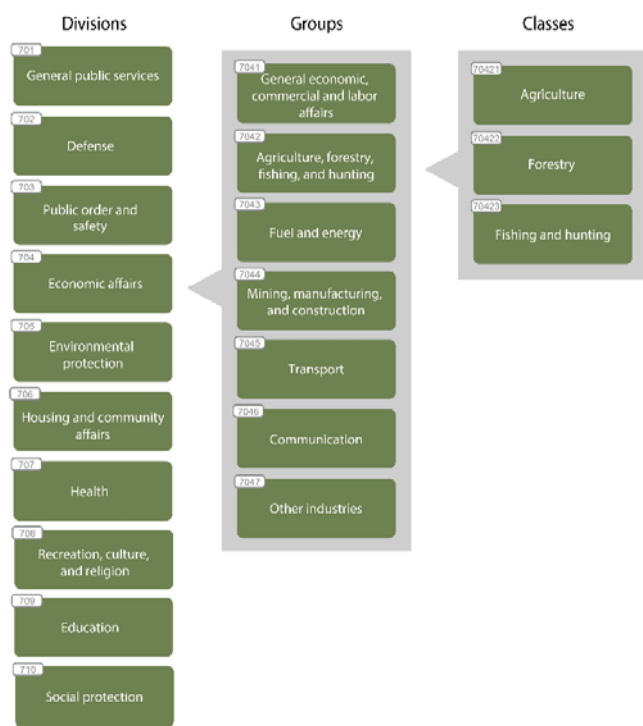 Divisions
701
General public services
702
Defense
703
Public order and
safety
704
Economic affairs
705
Environmental
protection
706
Housing and community
affairs
707
Health
708
Recreation, culture,
and religion
709
Education
710
Social protection
Groups
7041
General economic,
commercial and labor
affairs
7042
Agriculture, forestry,
fishing, and hunting
7043
Fuel and energy
7044
Mining, manufacturing,
and construction
7045
Transport
7046
Communication
7047
Other industries
Classes
70421
Agriculture
70422
Forestry
70423
Fishing and hunting